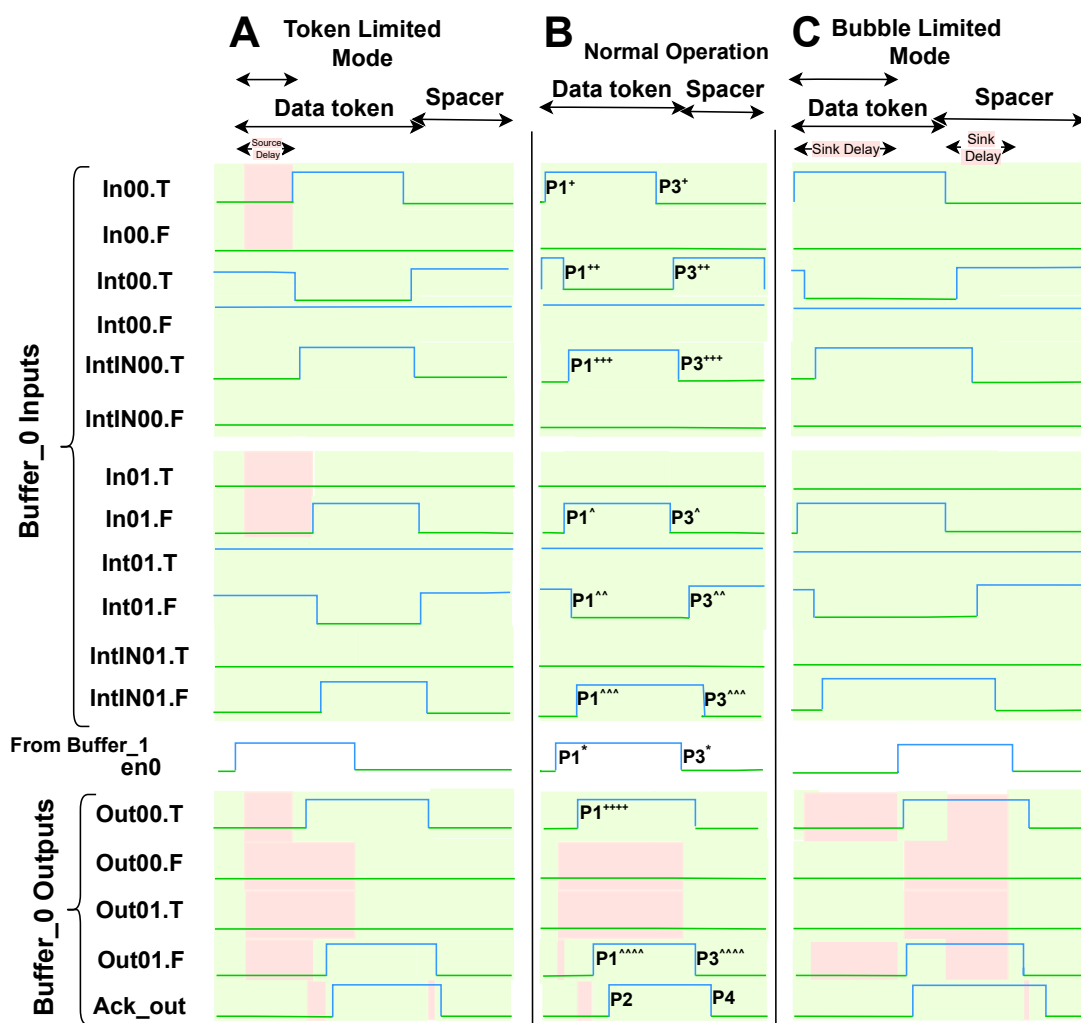 A
Token Limited
Mode
B
Normal Operation
C
Bubble Limited
Mode
Data token
Spacer
Data token
Spacer
Data token
Spacer
Source
Delay
Sink Delay
Sink
Delay
Buffer_0 Inputs
In00.T
P1+
P3+
In00.F
Int00.T
P1++
P3++
Int00.F
IntIN00.T
P1+++
P3+++
IntIN00.F
In01.T
In01.F
P1^
P3^
Int01.T
Int01.F
P1^^
P3^^
IntIN01.T
IntIN01.F
P1^^^
P3^^^
From Buffer_1
en0
P1*
P3*
Buffer_0 Outputs
Out00.T
P1++++
Out00.F
Out01.T
Out01.F
P1^^^^
P3^^^^
Ack_out
P2
P4